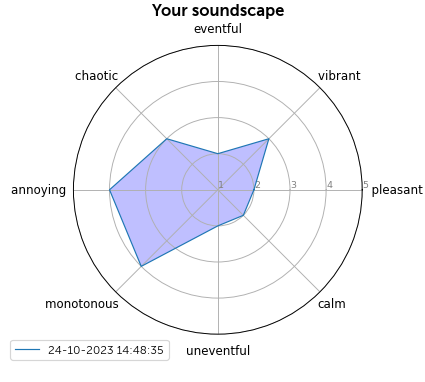 Your soundscape
eventful
chaotic
vibrant
annoying
1 2 3 4 5
pleasant
monotonous
calm
24-10-2023 14:48:35
uneventful